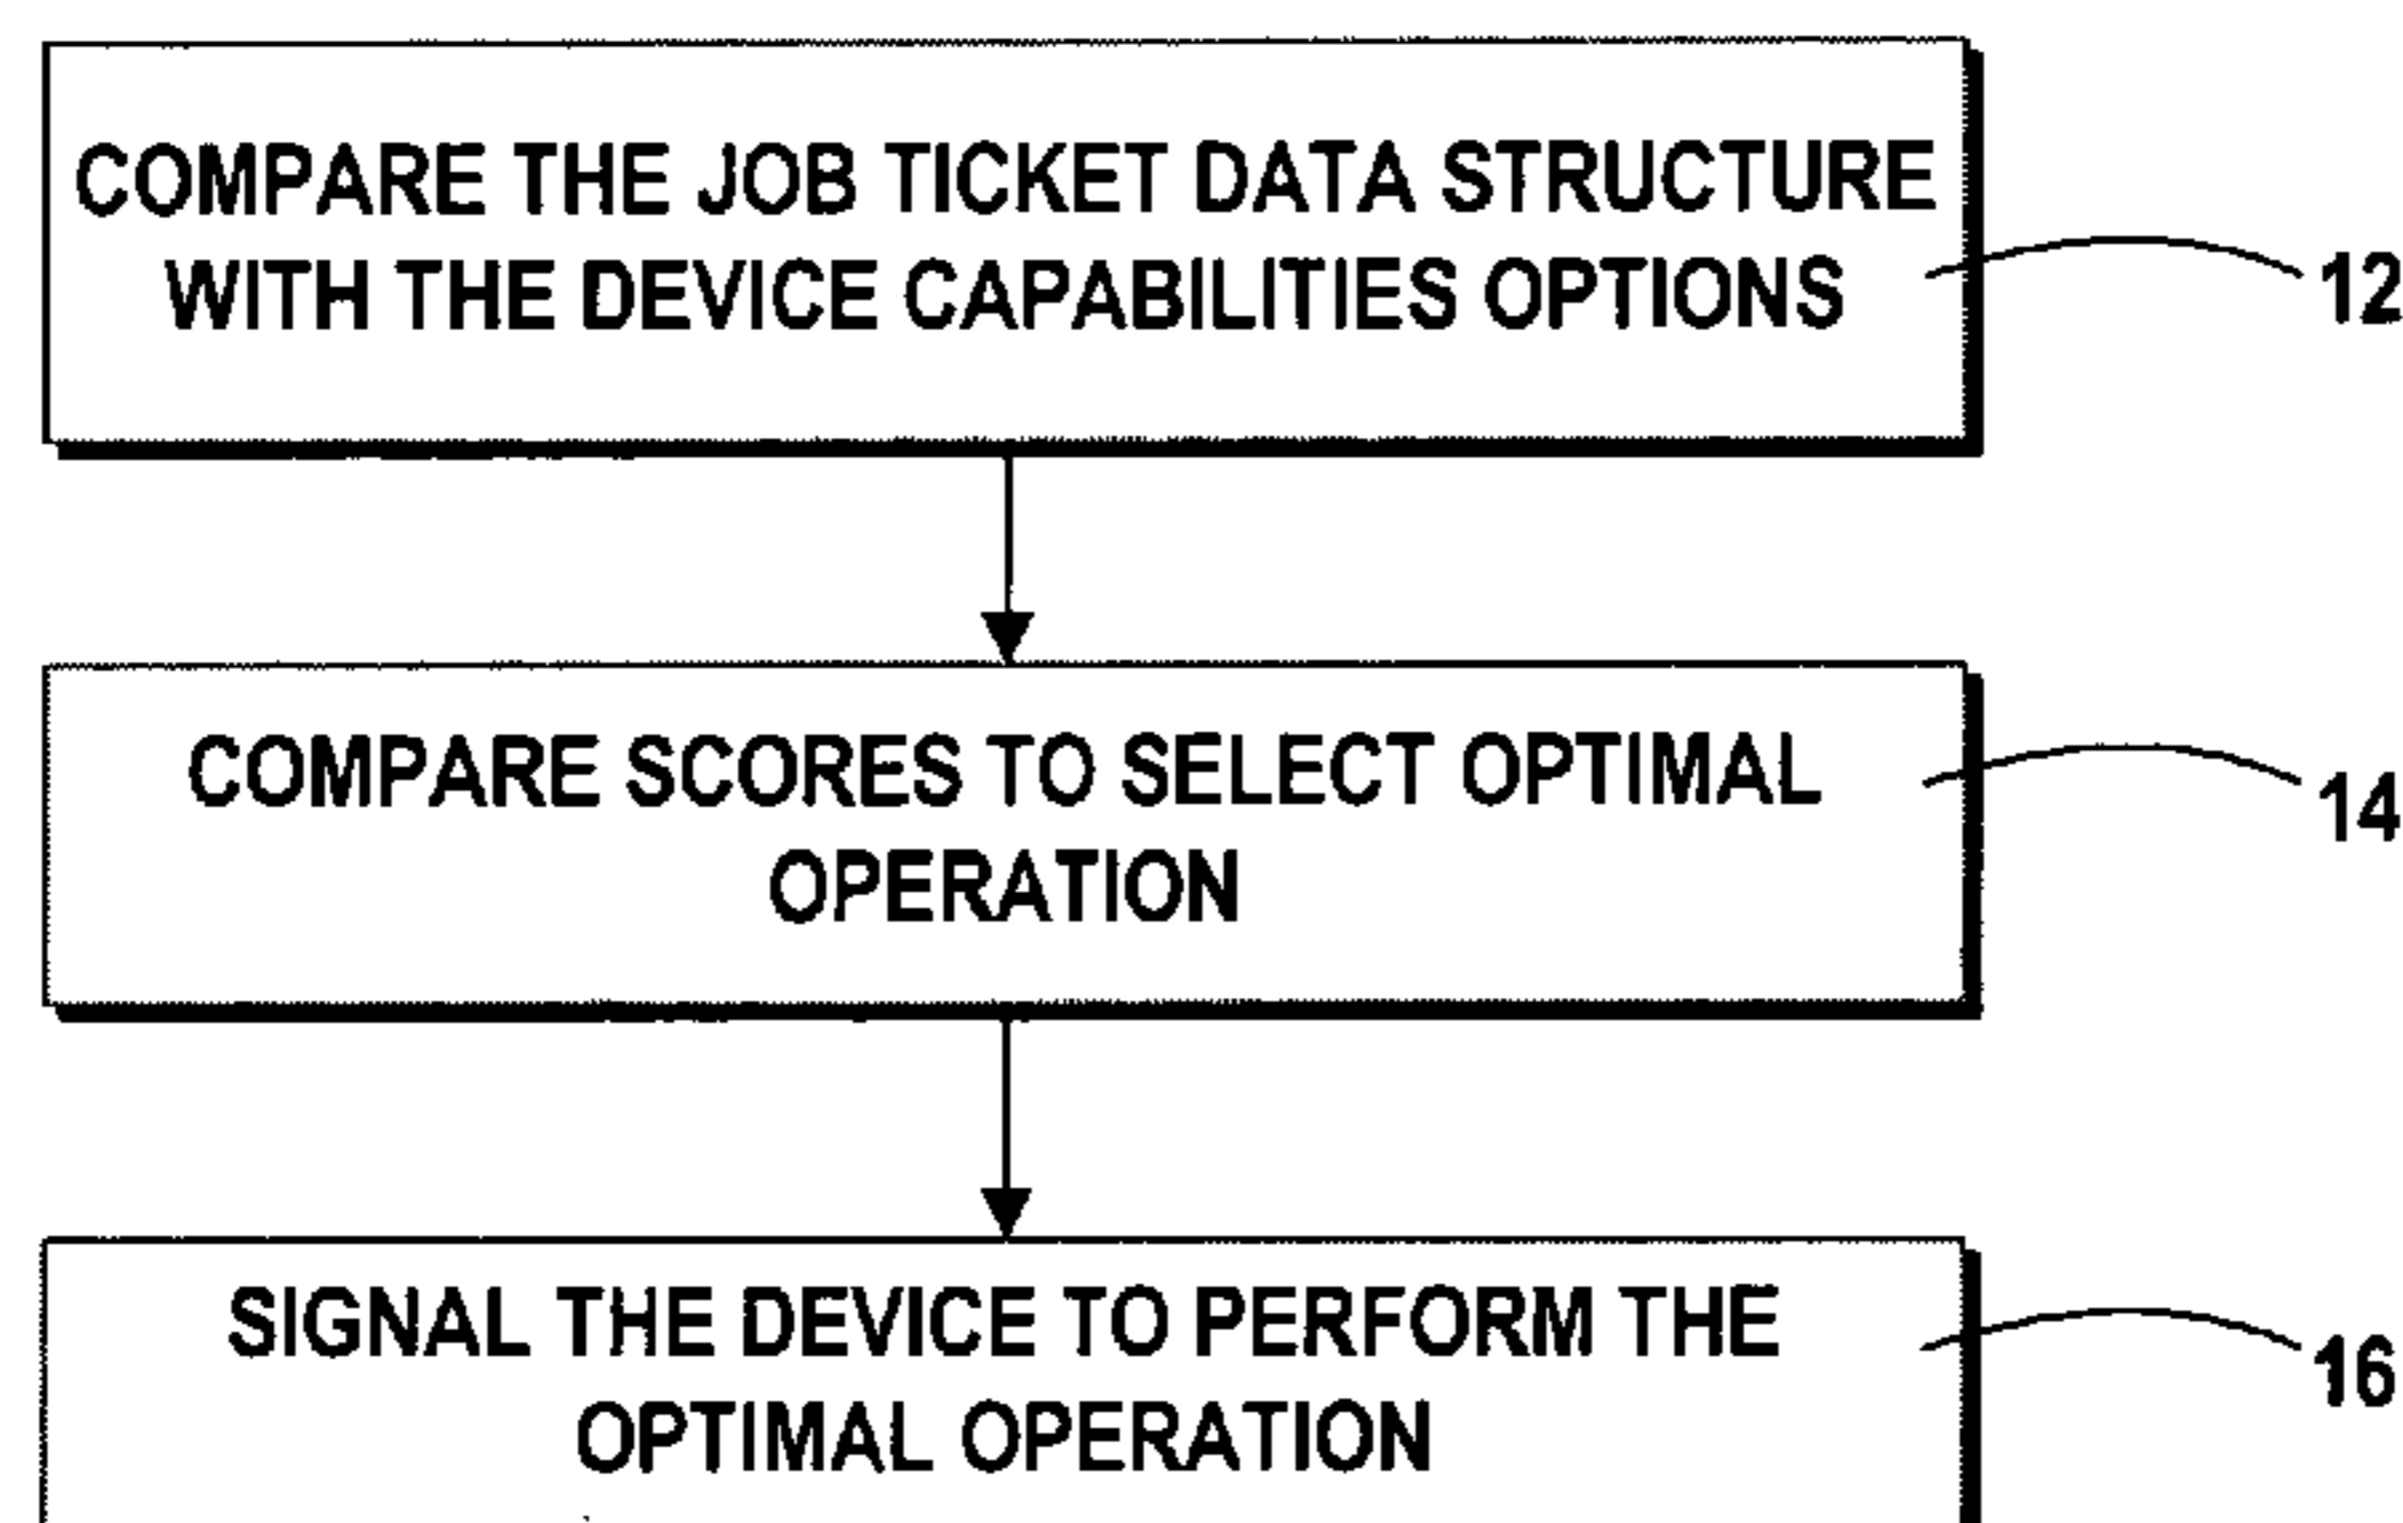 COMPARE THE JOB TICKET DATA STRUCTURE
WITH THE DEVICE CAPABILITIES OPTIONS
12
COMPARE SCORES TO SELECT OPTIMAL
OPERATION
14
SIGNAL THE DEVICE TO PERFORM THE
OPTIMAL OPERATION
16